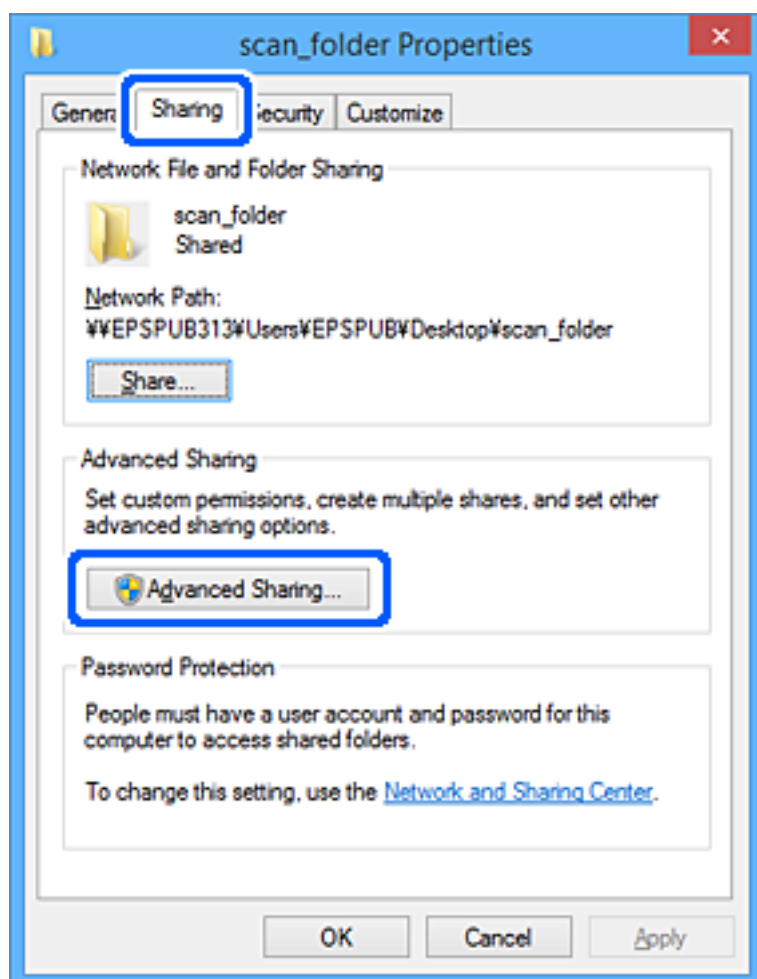 scan_folder Properties
Sharing
Customize
Network File and Folder Sharing
scan_folder
Shared
Network Path:
¥¥EPSPUB313¥Users¥EPSPUB¥Desktop¥scan_folder
Share...
Advanced Sharing
Set custom permissions, create multiple shares, and set other
advanced sharing options.
Advanced Sharing...
Password Protection
People must have a user account and password for this
computer to access shared folders.
To change this setting, use the Network and Sharing Center.
OK Cancel Apply